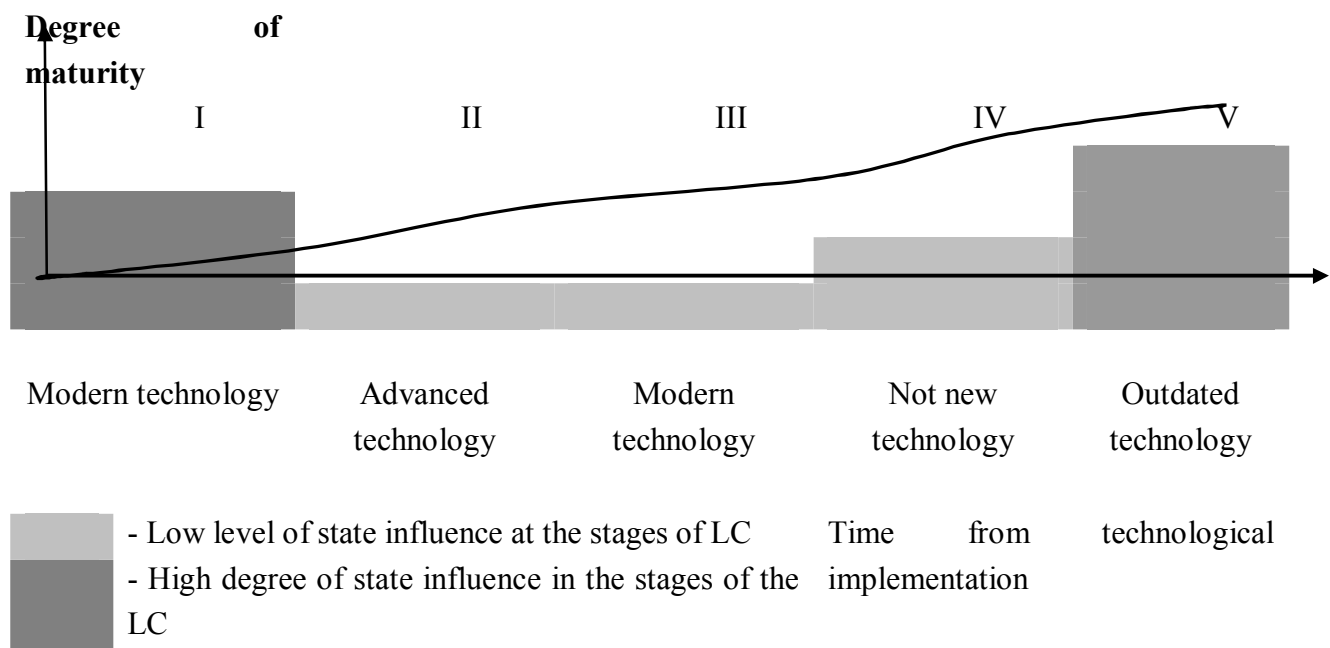 Degree of
maturity
I II III IV V
Modern technology
Advanced
technology
Modern
technology
Not new
technology
Outdated
technology
- Low level of state influence at the stages of LC
- High degree of state influence in the stages of the
LC
Time from technological
implementation